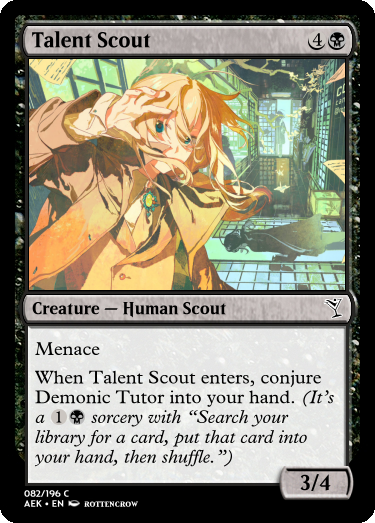 Talent Scout 4
Creature — Human Scout
Menace
When Talent Scout enters, conjure
Demonic Tutor into your hand. (It's
a 1 sorcery with “Search your
library for a card, put that card into
your hand, then shuffle.”)
3/4
082/196 C
AEK • EN ROTTENCROW